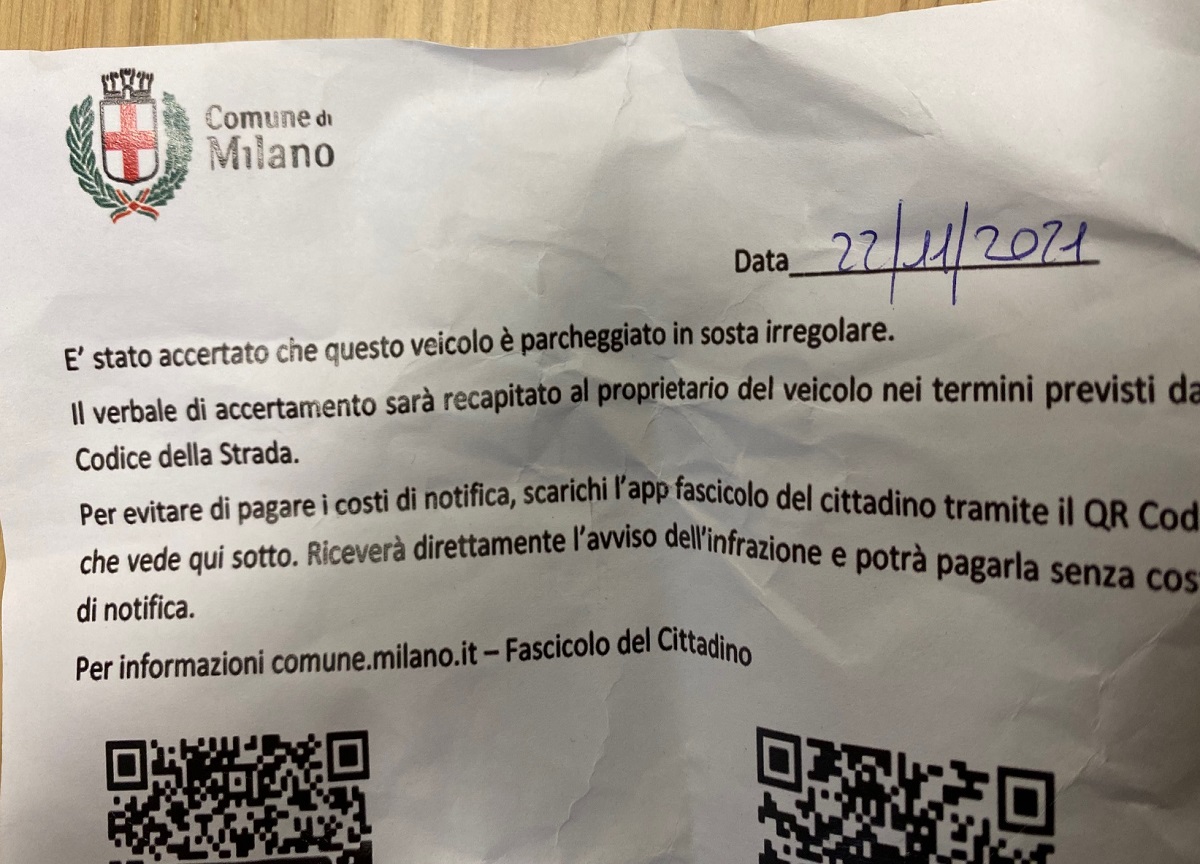 Comune di
Milano
Data 22/11/2021
E' stato accertato che questo veicolo è parcheggiato in sosta irregolare.
Il verbale di accertamento sarà recapitato al proprietario del veicolo nei termini previsti da
Codice della Strada.
Per evitare di pagare i costi di notifica, scarichi l'app fascicolo del cittadino tramite il QR Cod
che vede qui sotto. Riceverà direttamente l'avviso dell'infrazione e potrà pagarla senza cos
di notifica.
Per informazioni comune.milano.it – Fascicolo del Cittadino